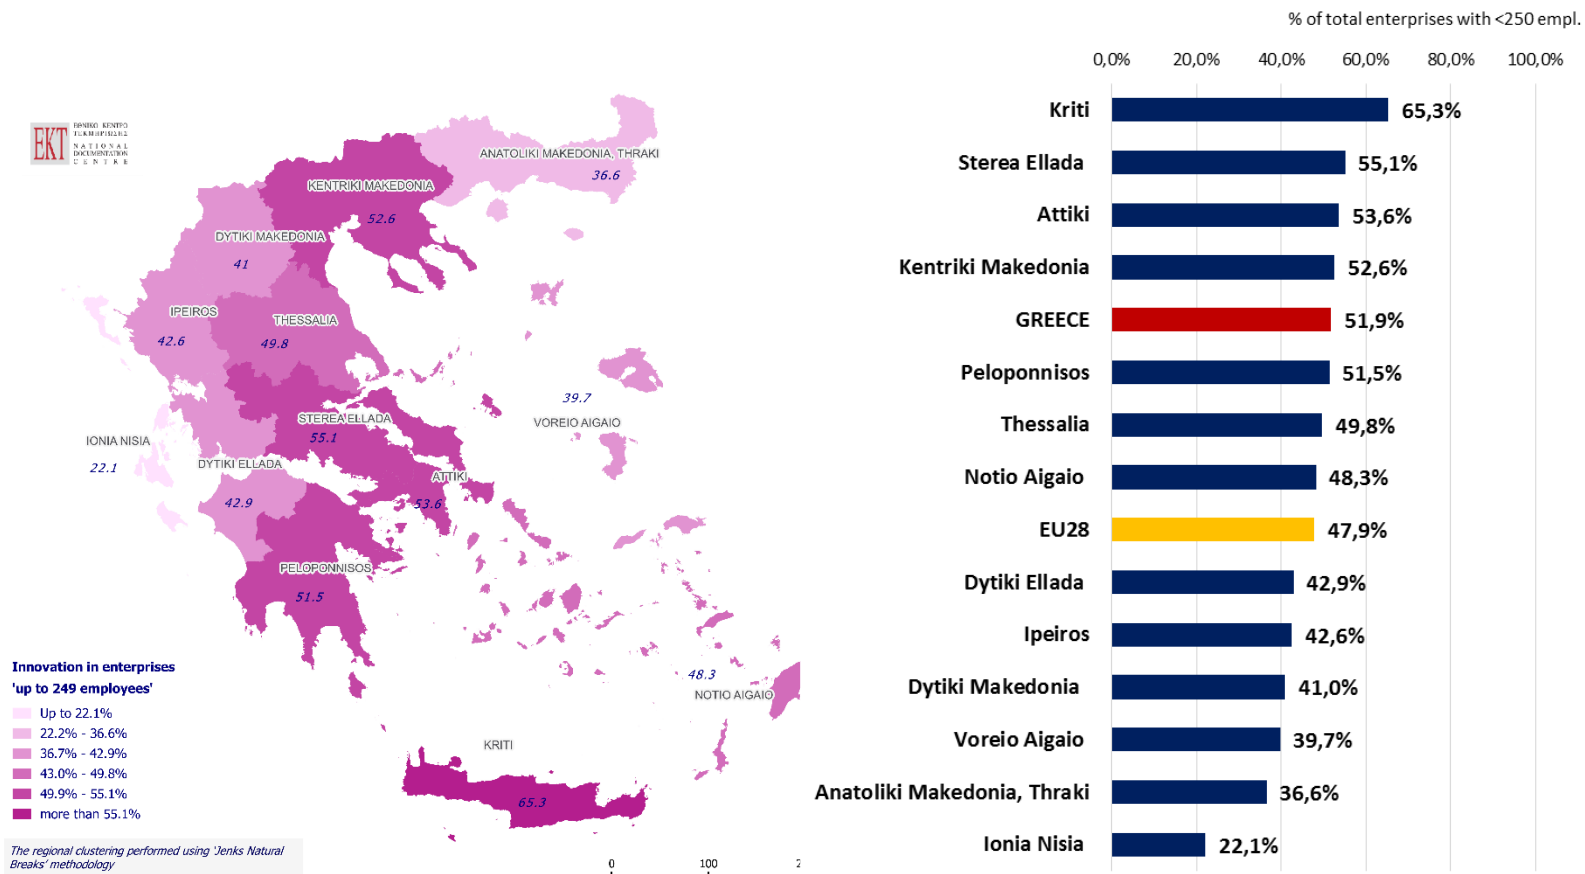 EKT
ΕΘΝΙΚΟ ΚΕΝΤΡΟ
ΤΕΚΜΗΡΙΩΣΗΣ
NATIONAL
DOCUMENTATION
CENTRE
ANATOLIKI MAKEDONIA, THRAKI
36.6
KENTRIKI MAKEDONIA
52.6
DYTIKI MAKEDONIA
41
IPEIROS
42.6
THESSALIA
49.8
39.7
VOREIO AIGAIO
STEREA ELLADA
55.1
IONIA NISIA
22.1
DYTIKI ELLADA
42.9
ATTIKI
53.6
PELOPONNISOS
51.5
48.3
NOTIO AIGAIO
KRITI
65.3
Innovation in enterprises
'up to 249 employees'
Up to 22.1%
22.2% - 36.6%
36.7% - 42.9%
43.0% - 49.8%
49.9% - 55.1%
more than 55.1%
The regional clustering performed using 'Jenks Natural
Breaks' methodology
0 100 2
% of total enterprises with <250 empl.
0,0% 20,0% 40,0% 60,0% 80,0% 100,0%
Kriti 65,3%
Sterea Ellada 55,1%
Attiki 53,6%
Kentriki Makedonia 52,6%
GREECE 51,9%
Peloponnisos 51,5%
Thessalia 49,8%
Notio Aigaio 48,3%
EU28 47,9%
Dytiki Ellada 42,9%
Ipeiros 42,6%
Dytiki Makedonia 41,0%
Voreio Aigaio 39,7%
Anatoliki Makedonia, Thraki 36,6%
Ionia Nisia 22,1%